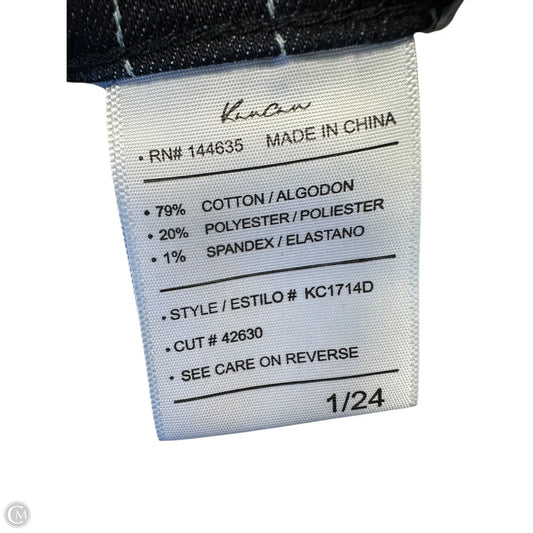 Kancan
• RN# 144635 MADE IN CHINA
• 79% COTTON / ALGODON
• 20% POLYESTER / POLIESTER
• 1% SPANDEX / ELASTANO
• STYLE / ESTILO # KC1714D
• CUT # 42630
• SEE CARE ON REVERSE
1/24
CM